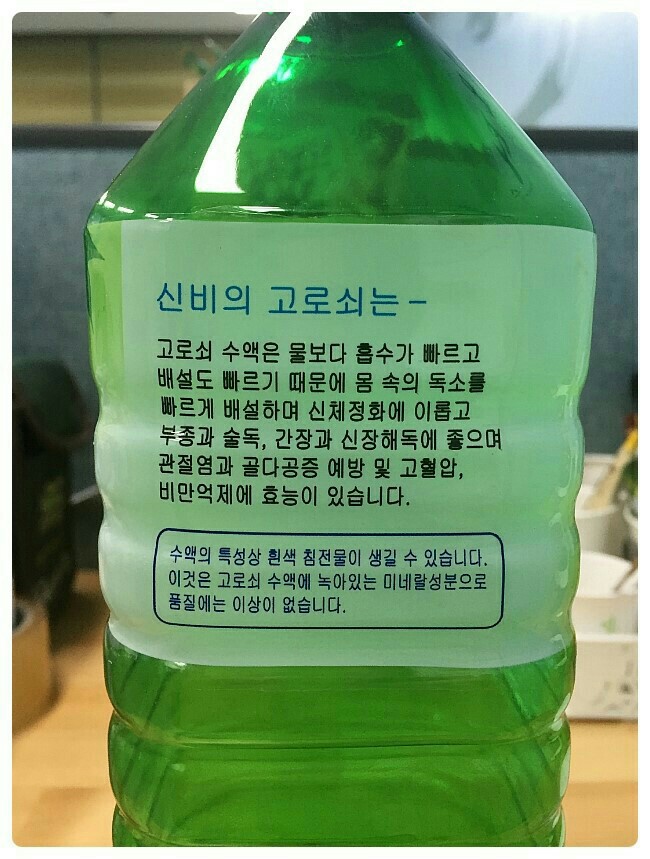 신비의 고로쇠는 -
고로쇠 수액은 물보다 흡수가 빠르고
배설도 빠르기 때문에 몸 속의 독소를
빠르게 배설하며 신체정화에 이롭고
부종과 술독, 간장과 신장해독에 좋으며
관절염과 골다공증 예방 및 고혈압,
비만억제에 효능이 있습니다.
수액의 특성상 흰색 침전물이 생길 수 있습니다.
이것은 고로쇠 수액에 녹아있는 미네랄성분으로
품질에는 이상이 없습니다.